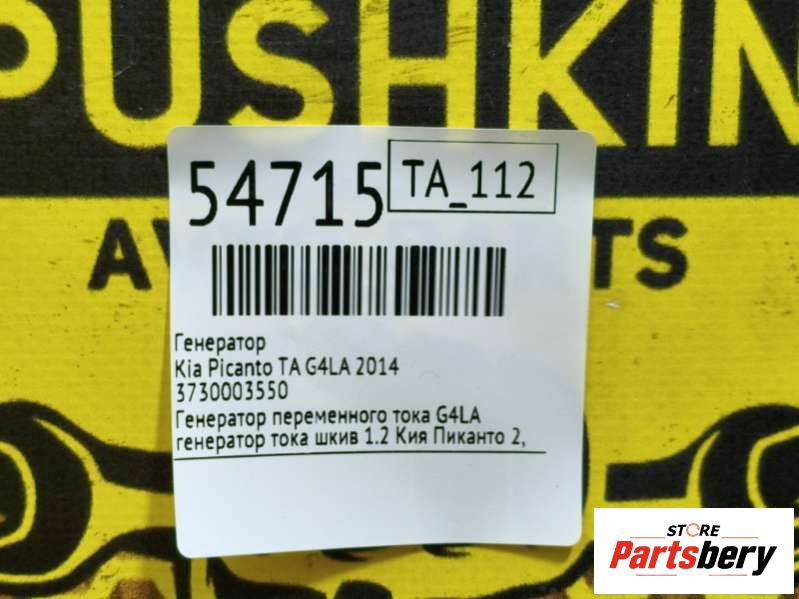 PUSHKIN
54715
TA_112
TS
Генератор
Kia Picanto TA G4LA 2014
3730003550
Генератор переменного тока G4LA
генератор тока шкив 1.2 Кия Пиканто 2,
STORE
Partsbery